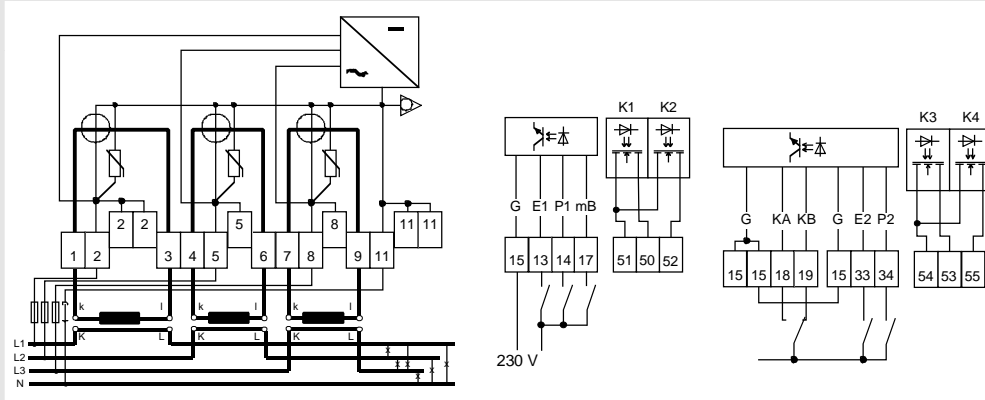 K1 K2
K3 K4
G E1 P1 mB
G KA KB G E2 P2
2 2 5 8 11 11
1 2 3 4 5 6 7 8 9 11
15 13 14 17
51 50 52
15 15 18 19 15 33 34
54 53 55
k l k l k l
K L K L K L
L1
L2
L3
N
230 V